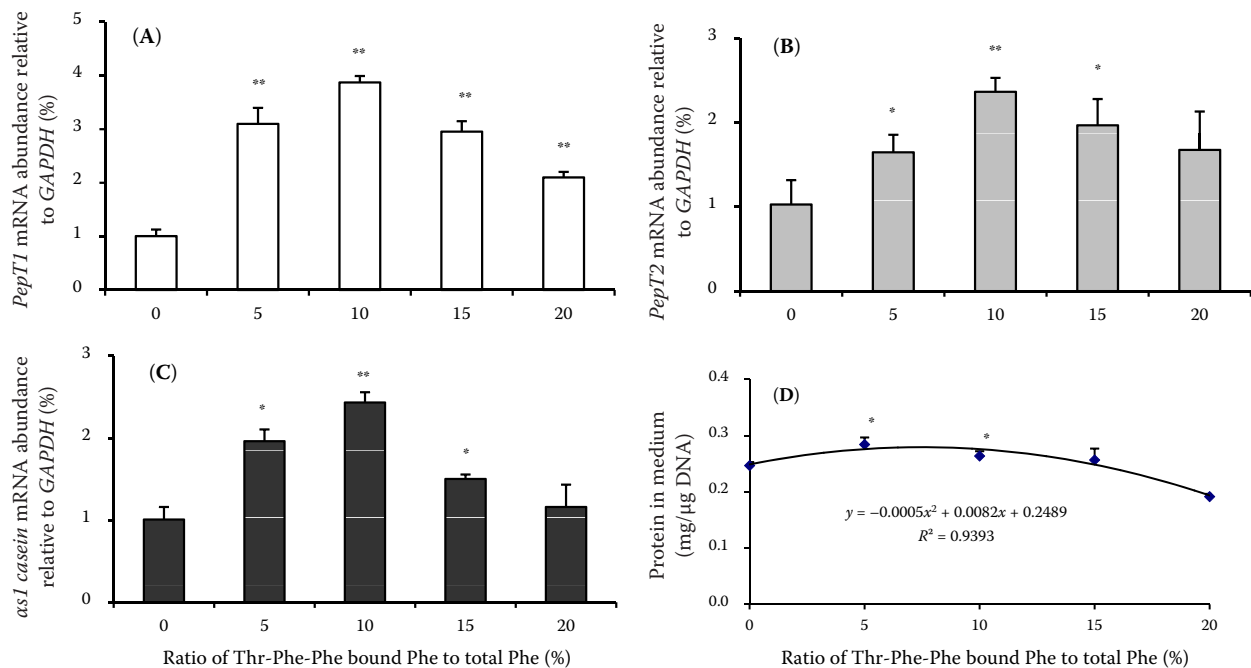 (A)
PepT1 mRNA abundance relative
to GAPDH (%)
5
4
3
2
1
0
**
**
**
**
0 5 10 15 20
(B)
PepT2 mRNA abundance relative
to GAPDH (%)
3
2
1
0
*
**
*
0 5 10 15 20
(C)
αs1 casein mRNA abundance
relative to GAPDH (%)
3
2
1
0
*
**
*
0 5 10 15 20
Ratio of Thr-Phe-Phe bound Phe to total Phe (%)
(D)
Protein in medium
(mg/μg DNA)
0.4
0.3
0.2
0.1
0.0
*
*
y = −0.0005x² + 0.0082x + 0.2489
R² = 0.9393
0 5 10 15 20
Ratio of Thr-Phe-Phe bound Phe to total Phe (%)